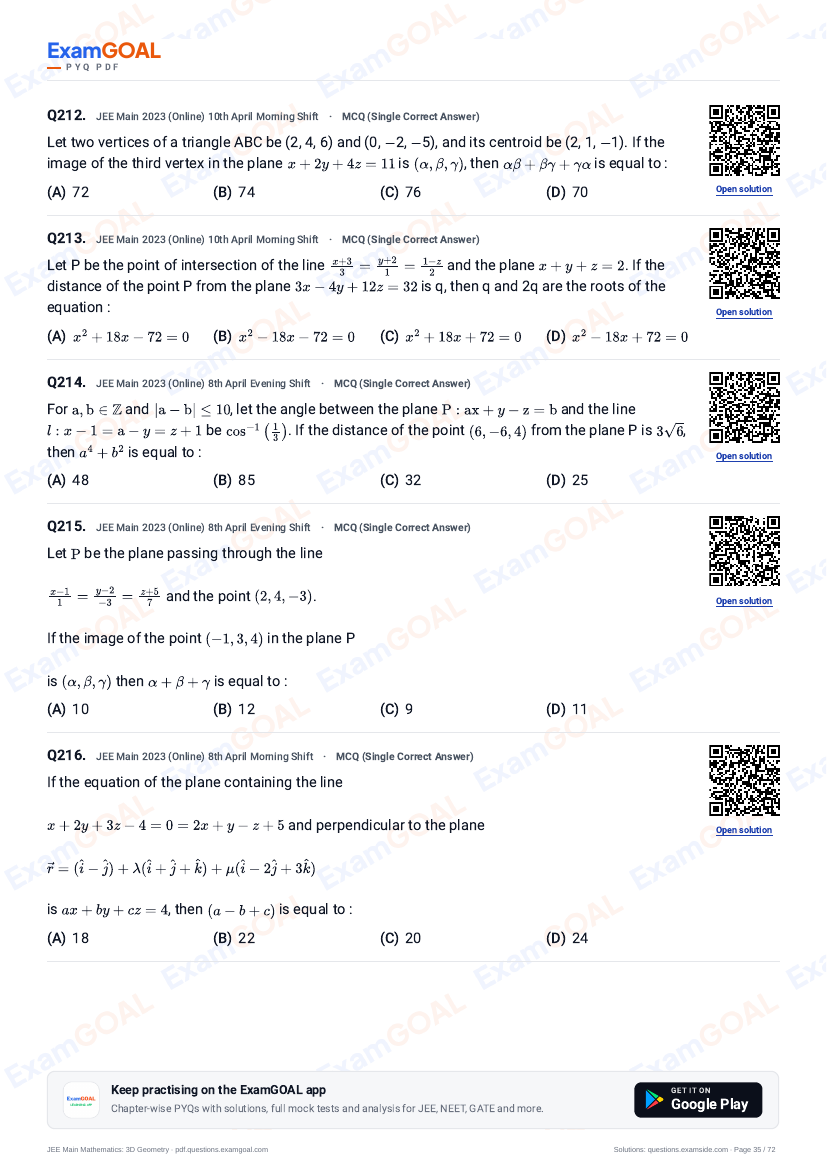 ExamGOAL
PYQ PDF
Q212. JEE Main 2023 (Online) 10th April Morning Shift · MCQ (Single Correct Answer)
Let two vertices of a triangle ABC be (2, 4, 6) and (0, −2, −5), and its centroid be (2, 1, −1). If the
image of the third vertex in the plane x + 2y + 4z = 11 is (α, β, γ), then αβ + βγ + γα is equal to :
(A) 72 (B) 74 (C) 76 (D) 70
Open solution
Q213. JEE Main 2023 (Online) 10th April Morning Shift · MCQ (Single Correct Answer)
Let P be the point of intersection of the line (x+3)/3 = (y+2)/1 = (1−z)/2 and the plane x + y + z = 2. If the
distance of the point P from the plane 3x − 4y + 12z = 32 is q, then q and 2q are the roots of the
equation :
(A) x² + 18x − 72 = 0 (B) x² − 18x − 72 = 0 (C) x² + 18x + 72 = 0 (D) x² − 18x + 72 = 0
Open solution
Q214. JEE Main 2023 (Online) 8th April Evening Shift · MCQ (Single Correct Answer)
For a, b ∈ ℤ and |a − b| ≤ 10, let the angle between the plane P : ax + y − z = b and the line
l : x − 1 = a − y = z + 1 be cos⁻¹(1/3). If the distance of the point (6, −6, 4) from the plane P is 3√6,
then a⁴ + b² is equal to :
(A) 48 (B) 85 (C) 32 (D) 25
Open solution
Q215. JEE Main 2023 (Online) 8th April Evening Shift · MCQ (Single Correct Answer)
Let P be the plane passing through the line
(x−1)/1 = (y−2)/−3 = (z+5)/7 and the point (2, 4, −3).
If the image of the point (−1, 3, 4) in the plane P
is (α, β, γ) then α + β + γ is equal to :
(A) 10 (B) 12 (C) 9 (D) 11
Open solution
Q216. JEE Main 2023 (Online) 8th April Morning Shift · MCQ (Single Correct Answer)
If the equation of the plane containing the line
x + 2y + 3z − 4 = 0 = 2x + y − z + 5 and perpendicular to the plane
r⃗ = (î − ĵ) + λ(î + ĵ + k̂) + μ(î − 2ĵ + 3k̂)
is ax + by + cz = 4, then (a − b + c) is equal to :
(A) 18 (B) 22 (C) 20 (D) 24
Open solution
Keep practising on the ExamGOAL app
Chapter-wise PYQs with solutions, full mock tests and analysis for JEE, NEET, GATE and more.
GET IT ON
Google Play
JEE Main Mathematics: 3D Geometry · pdf.questions.examgoal.com Solutions: questions.examside.com · Page 35 / 72